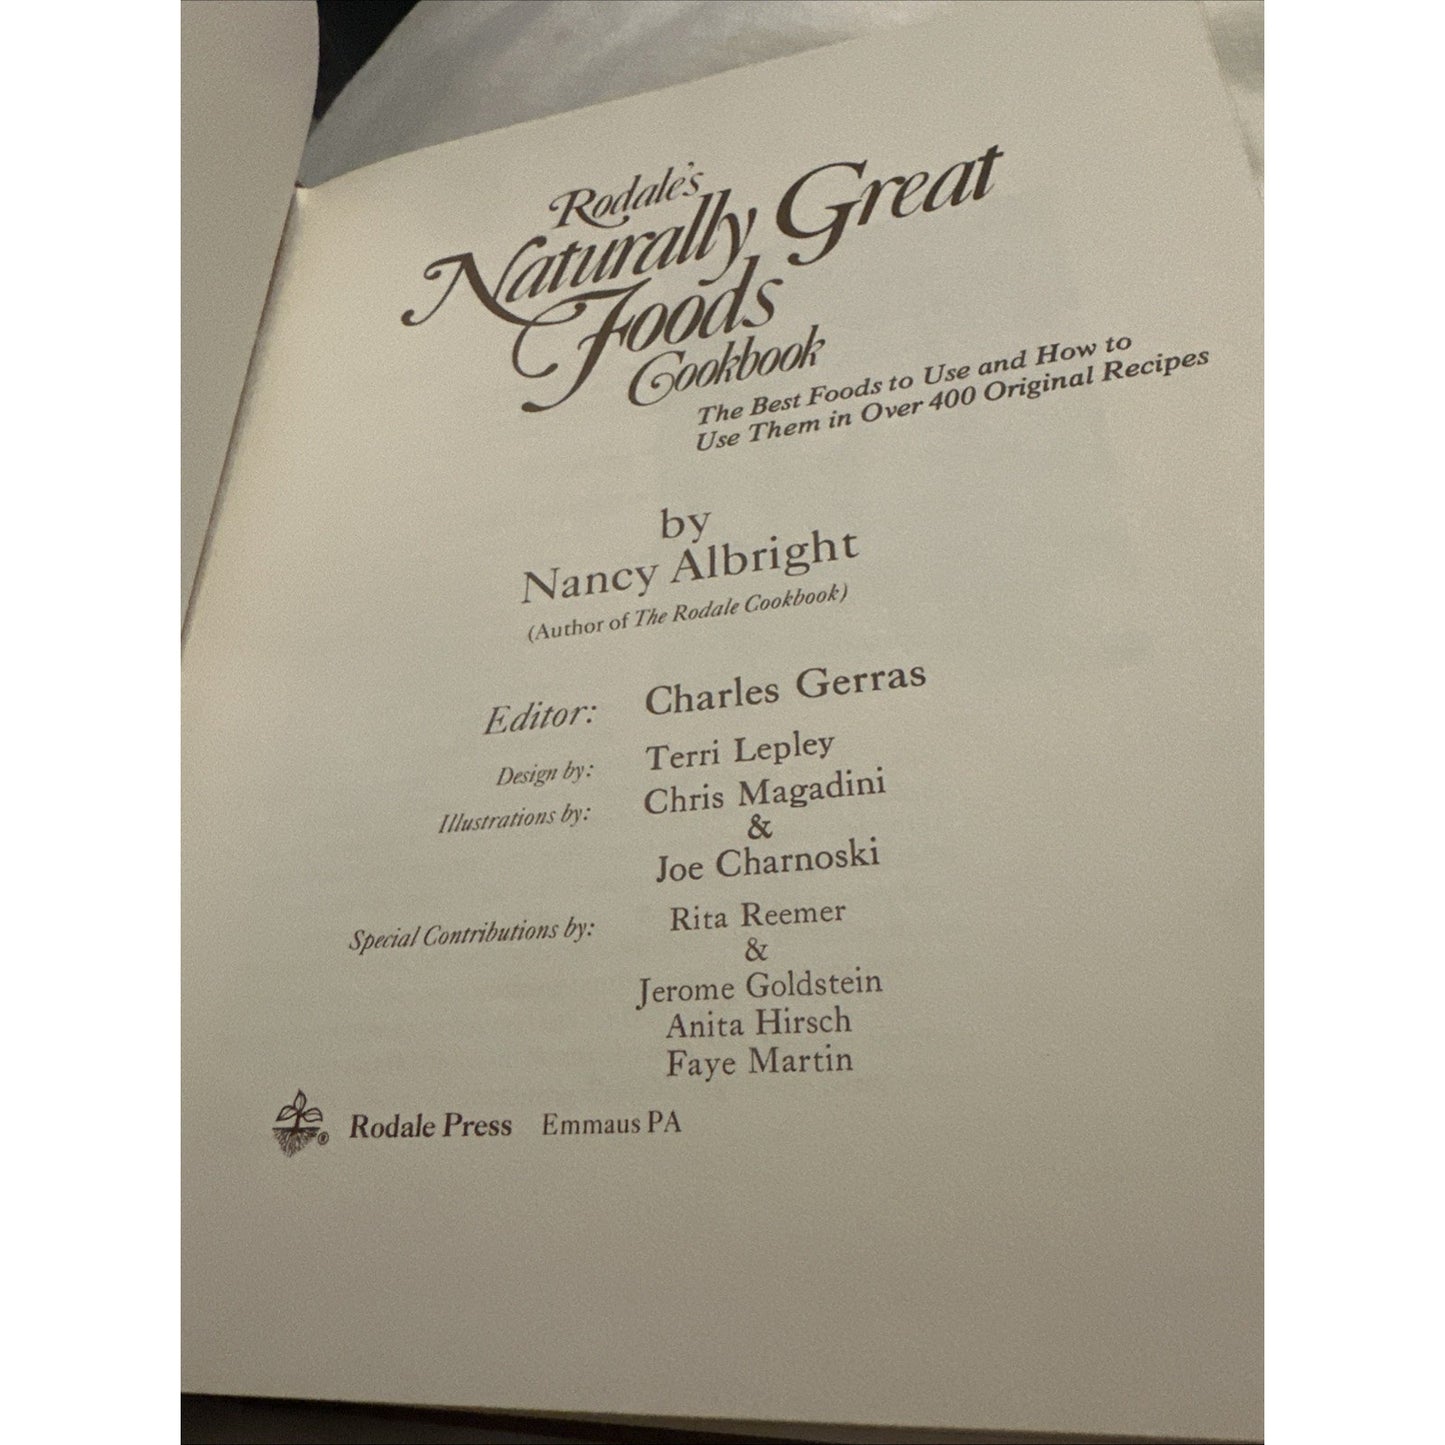 Rodale's
Naturally Great
Foods
Cookbook
The Best Foods to Use and How to
Use Them in Over 400 Original Recipes
by
Nancy Albright
(Author of The Rodale Cookbook)
Editor: Charles Gerras
Design by: Terri Lepley
Illustrations by: Chris Magadini
&
Joe Charnoski
Special Contributions by: Rita Reemer
&
Jerome Goldstein
Anita Hirsch
Faye Martin
® Rodale Press Emmaus PA